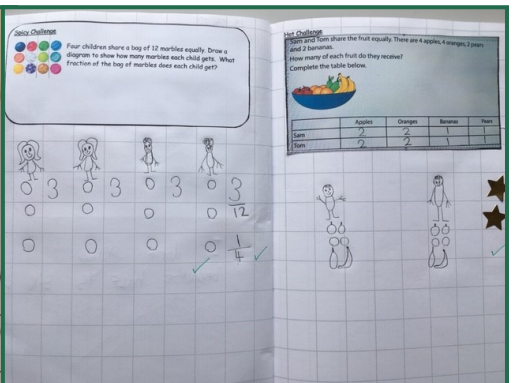 Spicy Challenge
Four children share a bag of 12 marbles equally. Draw a
diagram to show how many marbles each child gets. What
fraction of the bag of marbles does each child get?
3 3 3 3
12
1
4
Hot Challenge
Sam and Tom share the fruit equally. There are 4 apples, 4 oranges, 2 pears
and 2 bananas.
How many of each fruit do they receive?
Complete the table below.
Apples Oranges Bananas Pears
Sam 2 2 1 1
Tom 2 2 1 1